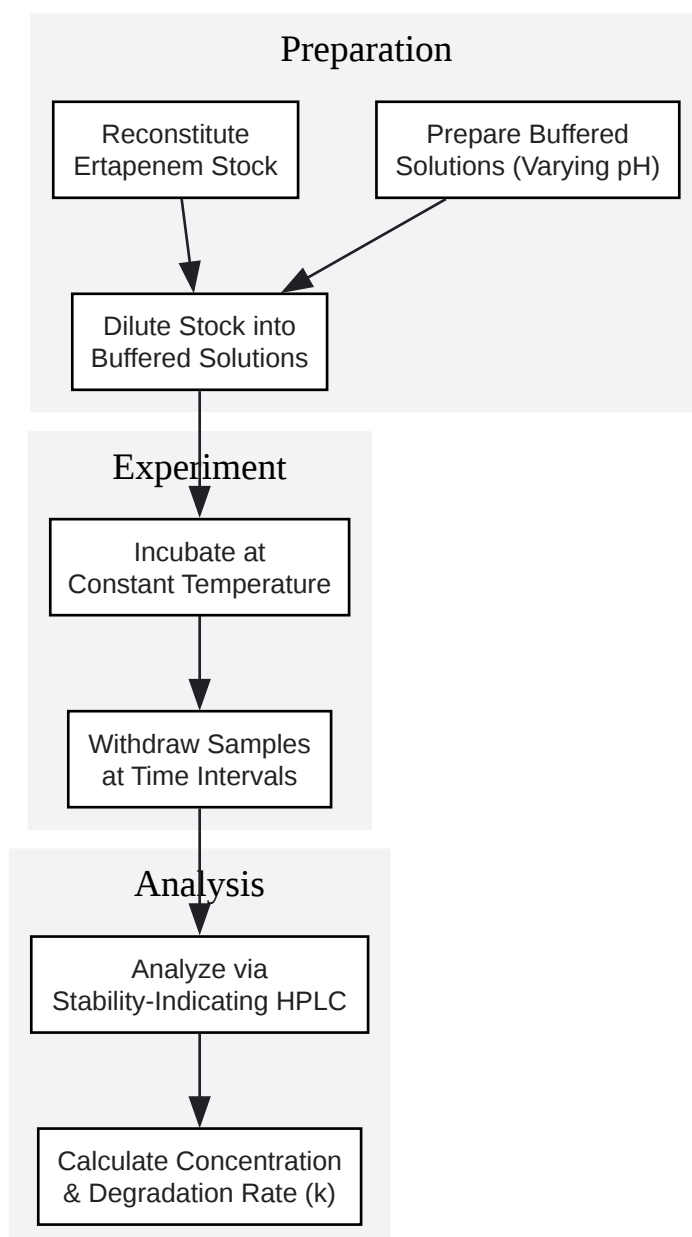 Preparation
Reconstitute
Ertapenem Stock
Prepare Buffered
Solutions (Varying pH)
Dilute Stock into
Buffered Solutions
Experiment
Incubate at
Constant Temperature
Withdraw Samples
at Time Intervals
Analysis
Analyze via
Stability-Indicating HPLC
Calculate Concentration
& Degradation Rate (k)